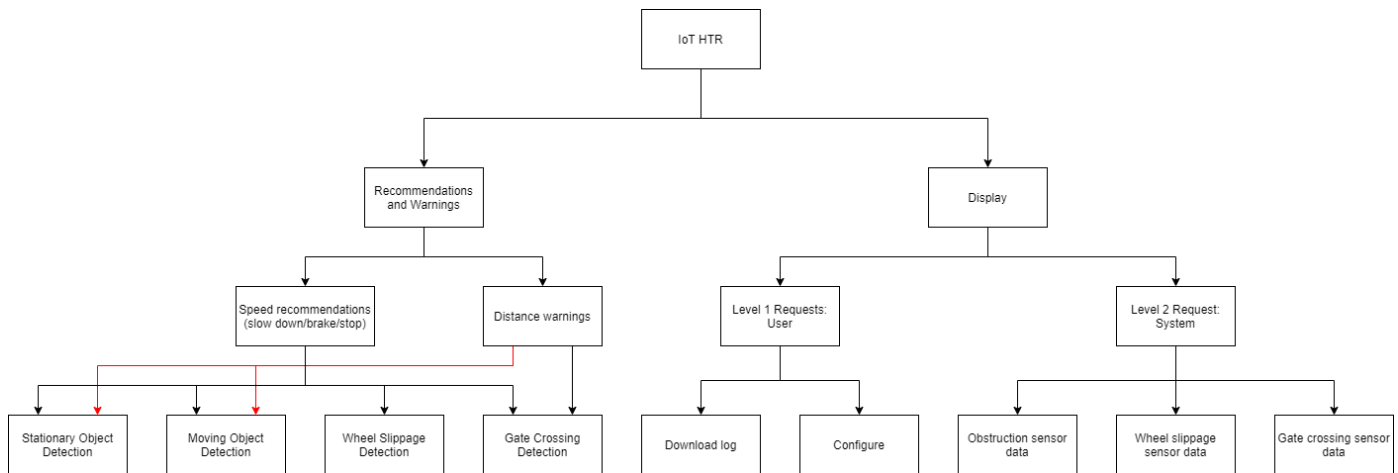 IoT HTR
Recommendations
and Warnings
Display
Speed recommendations
(slow down/brake/stop)
Distance warnings
Level 1 Requests:
User
Level 2 Request:
System
Stationary Object
Detection
Moving Object
Detection
Wheel Slippage
Detection
Gate Crossing
Detection
Download log
Configure
Obstruction sensor
data
Wheel slippage
sensor data
Gate crossing sensor
data